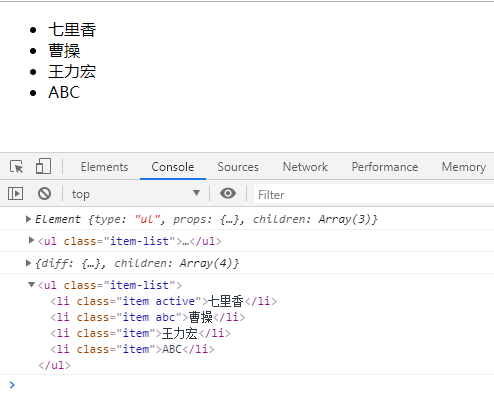 七里香
曹操
王力宏
ABC
Elements Console Sources Network Performance Memory
top Filter
Element {type: "ul", props: {…}, children: Array(3)}
<ul class="item-list">…</ul>
{diff: {…}, children: Array(4)}
<ul class="item-list">
<li class="item active">七里香</li>
<li class="item abc">曹操</li>
<li class="item">王力宏</li>
<li class="item">ABC</li>
</ul>